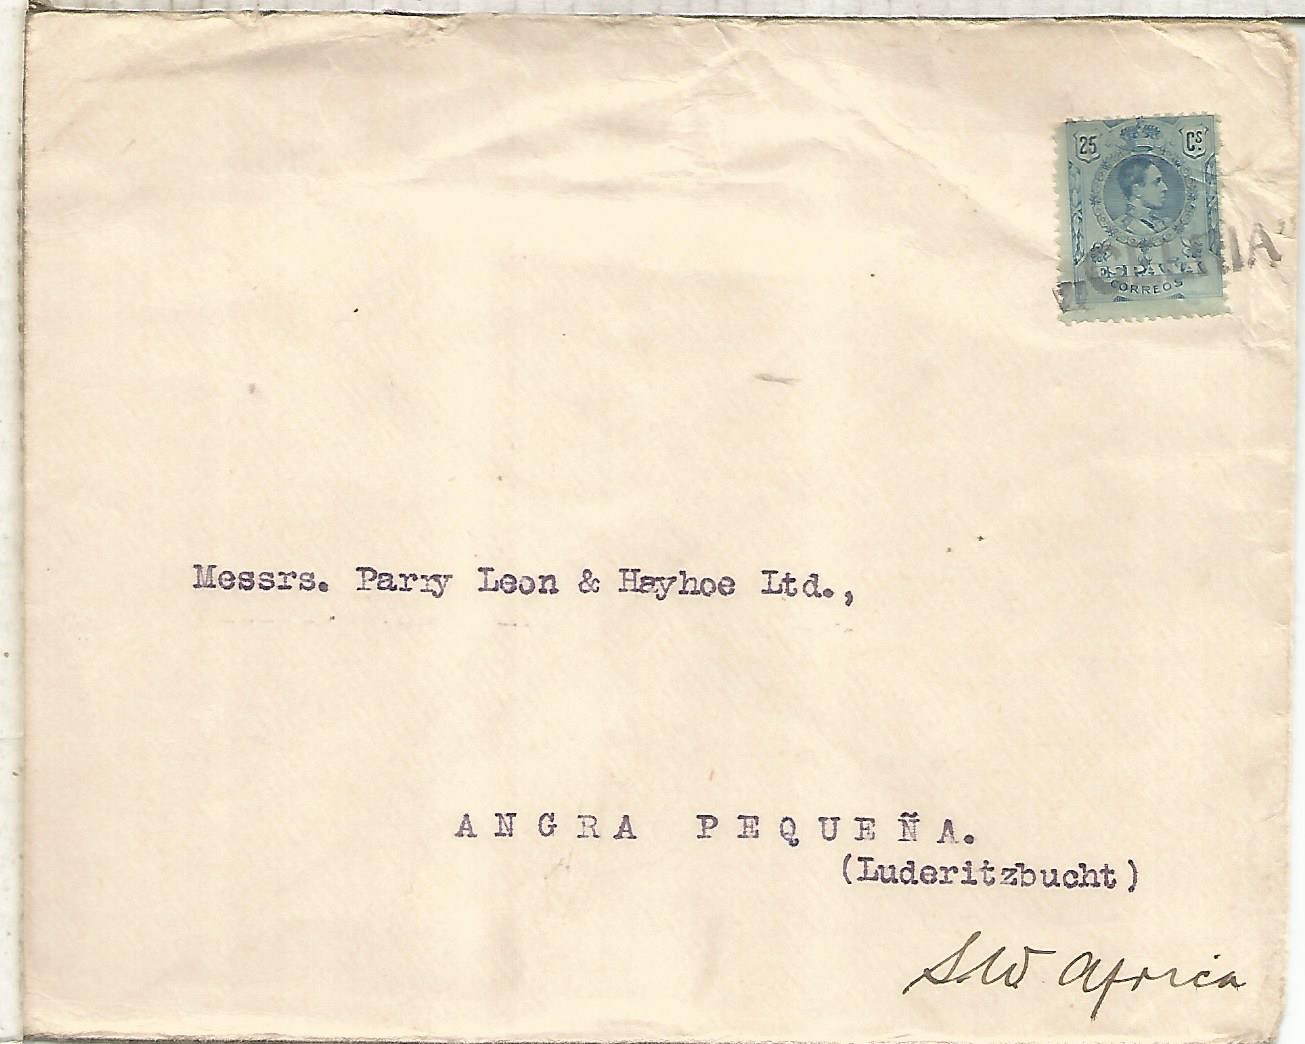 25 Cs
ESPAÑA
CORREOS
Messrs. Parry Leon & Hayhoe Ltd.,
ANGRA PEQUEÑA.
(Luderitzbucht)
S.W. Africa